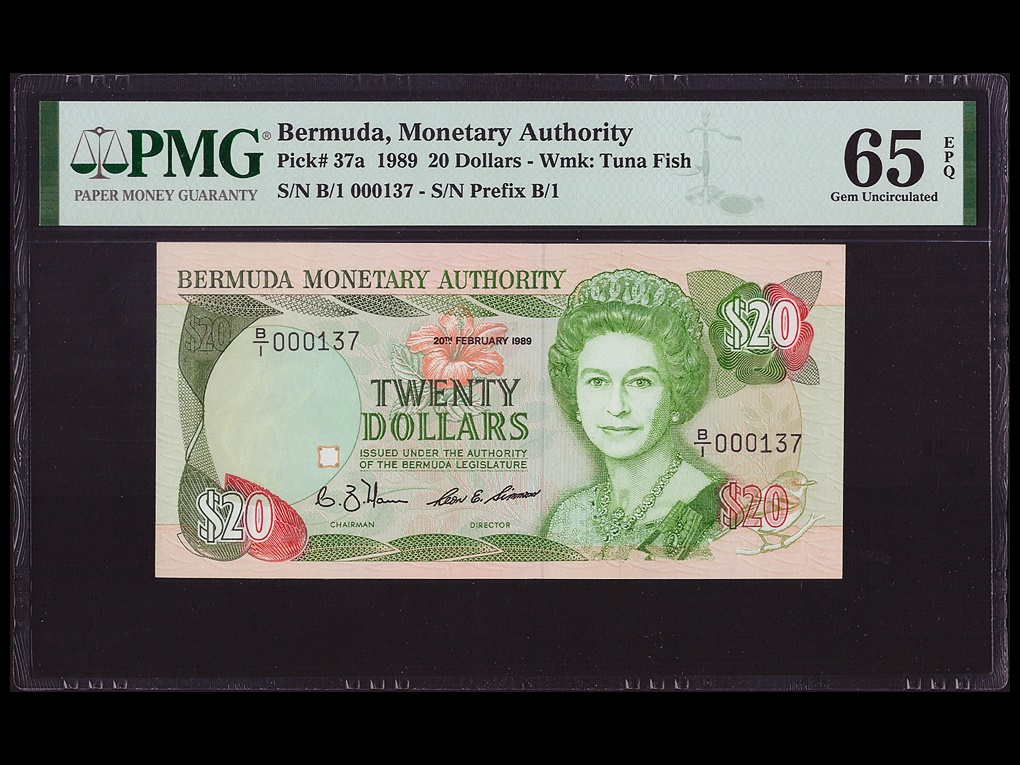 PMG®
PAPER MONEY GUARANTY
Bermuda, Monetary Authority
Pick# 37a 1989 20 Dollars - Wmk: Tuna Fish
S/N B/1 000137 - S/N Prefix B/1
65
EPQ
Gem Uncirculated
BERMUDA MONETARY AUTHORITY
$20
$20
B/1 000137
20TH FEBRUARY 1989
TWENTY
DOLLARS
ISSUED UNDER THE AUTHORITY
OF THE BERMUDA LEGISLATURE
B/1 000137
$20
$20
CHAIRMAN
DIRECTOR